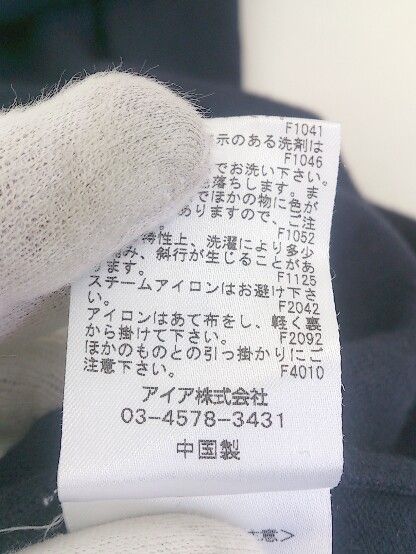 F1041
示のある洗剤は
F1046
でお洗い下さい。
落ちします。ま
でほかの物に色が
ありますので、ご注
F1052
特性上、洗濯により多少
み、斜行が生じることがあ
ます。
F1125
スチームアイロンはお避け下さ
い。
F2042
アイロンはあて布をし、軽く裏
から掛けて下さい。
F2092
ほかのものとの引っ掛かりにご
注意下さい。
F4010
アイア株式会社
03-4578-3431
中国製